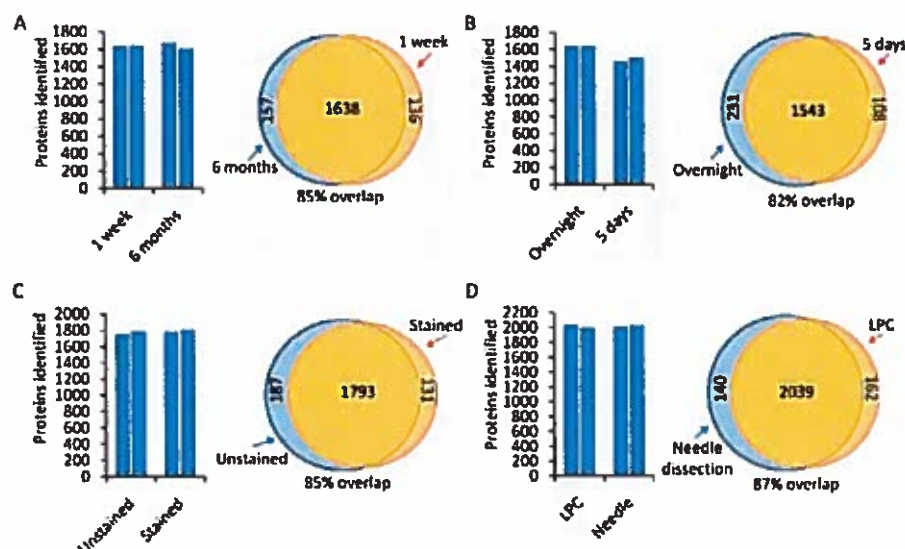 A
Proteins identified
1800
1600
1400
1200
1000
800
600
400
200
0
1 week
6 months
1 week
157
1638
136
6 months
85% overlap
B
Proteins identified
1800
1600
1400
1200
1000
800
600
400
200
0
Overnight
5 days
5 days
1543
Overnight
82% overlap
C
Proteins identified
2000
1800
1600
1400
1200
1000
800
600
400
200
0
Unstained
Stained
Stained
187
1793
131
Unstained
85% overlap
D
Proteins identified
2200
2000
1800
1600
1400
1200
1000
800
600
400
200
0
LPC
Needle
LPC
140
2039
162
Needle
dissection
87% overlap